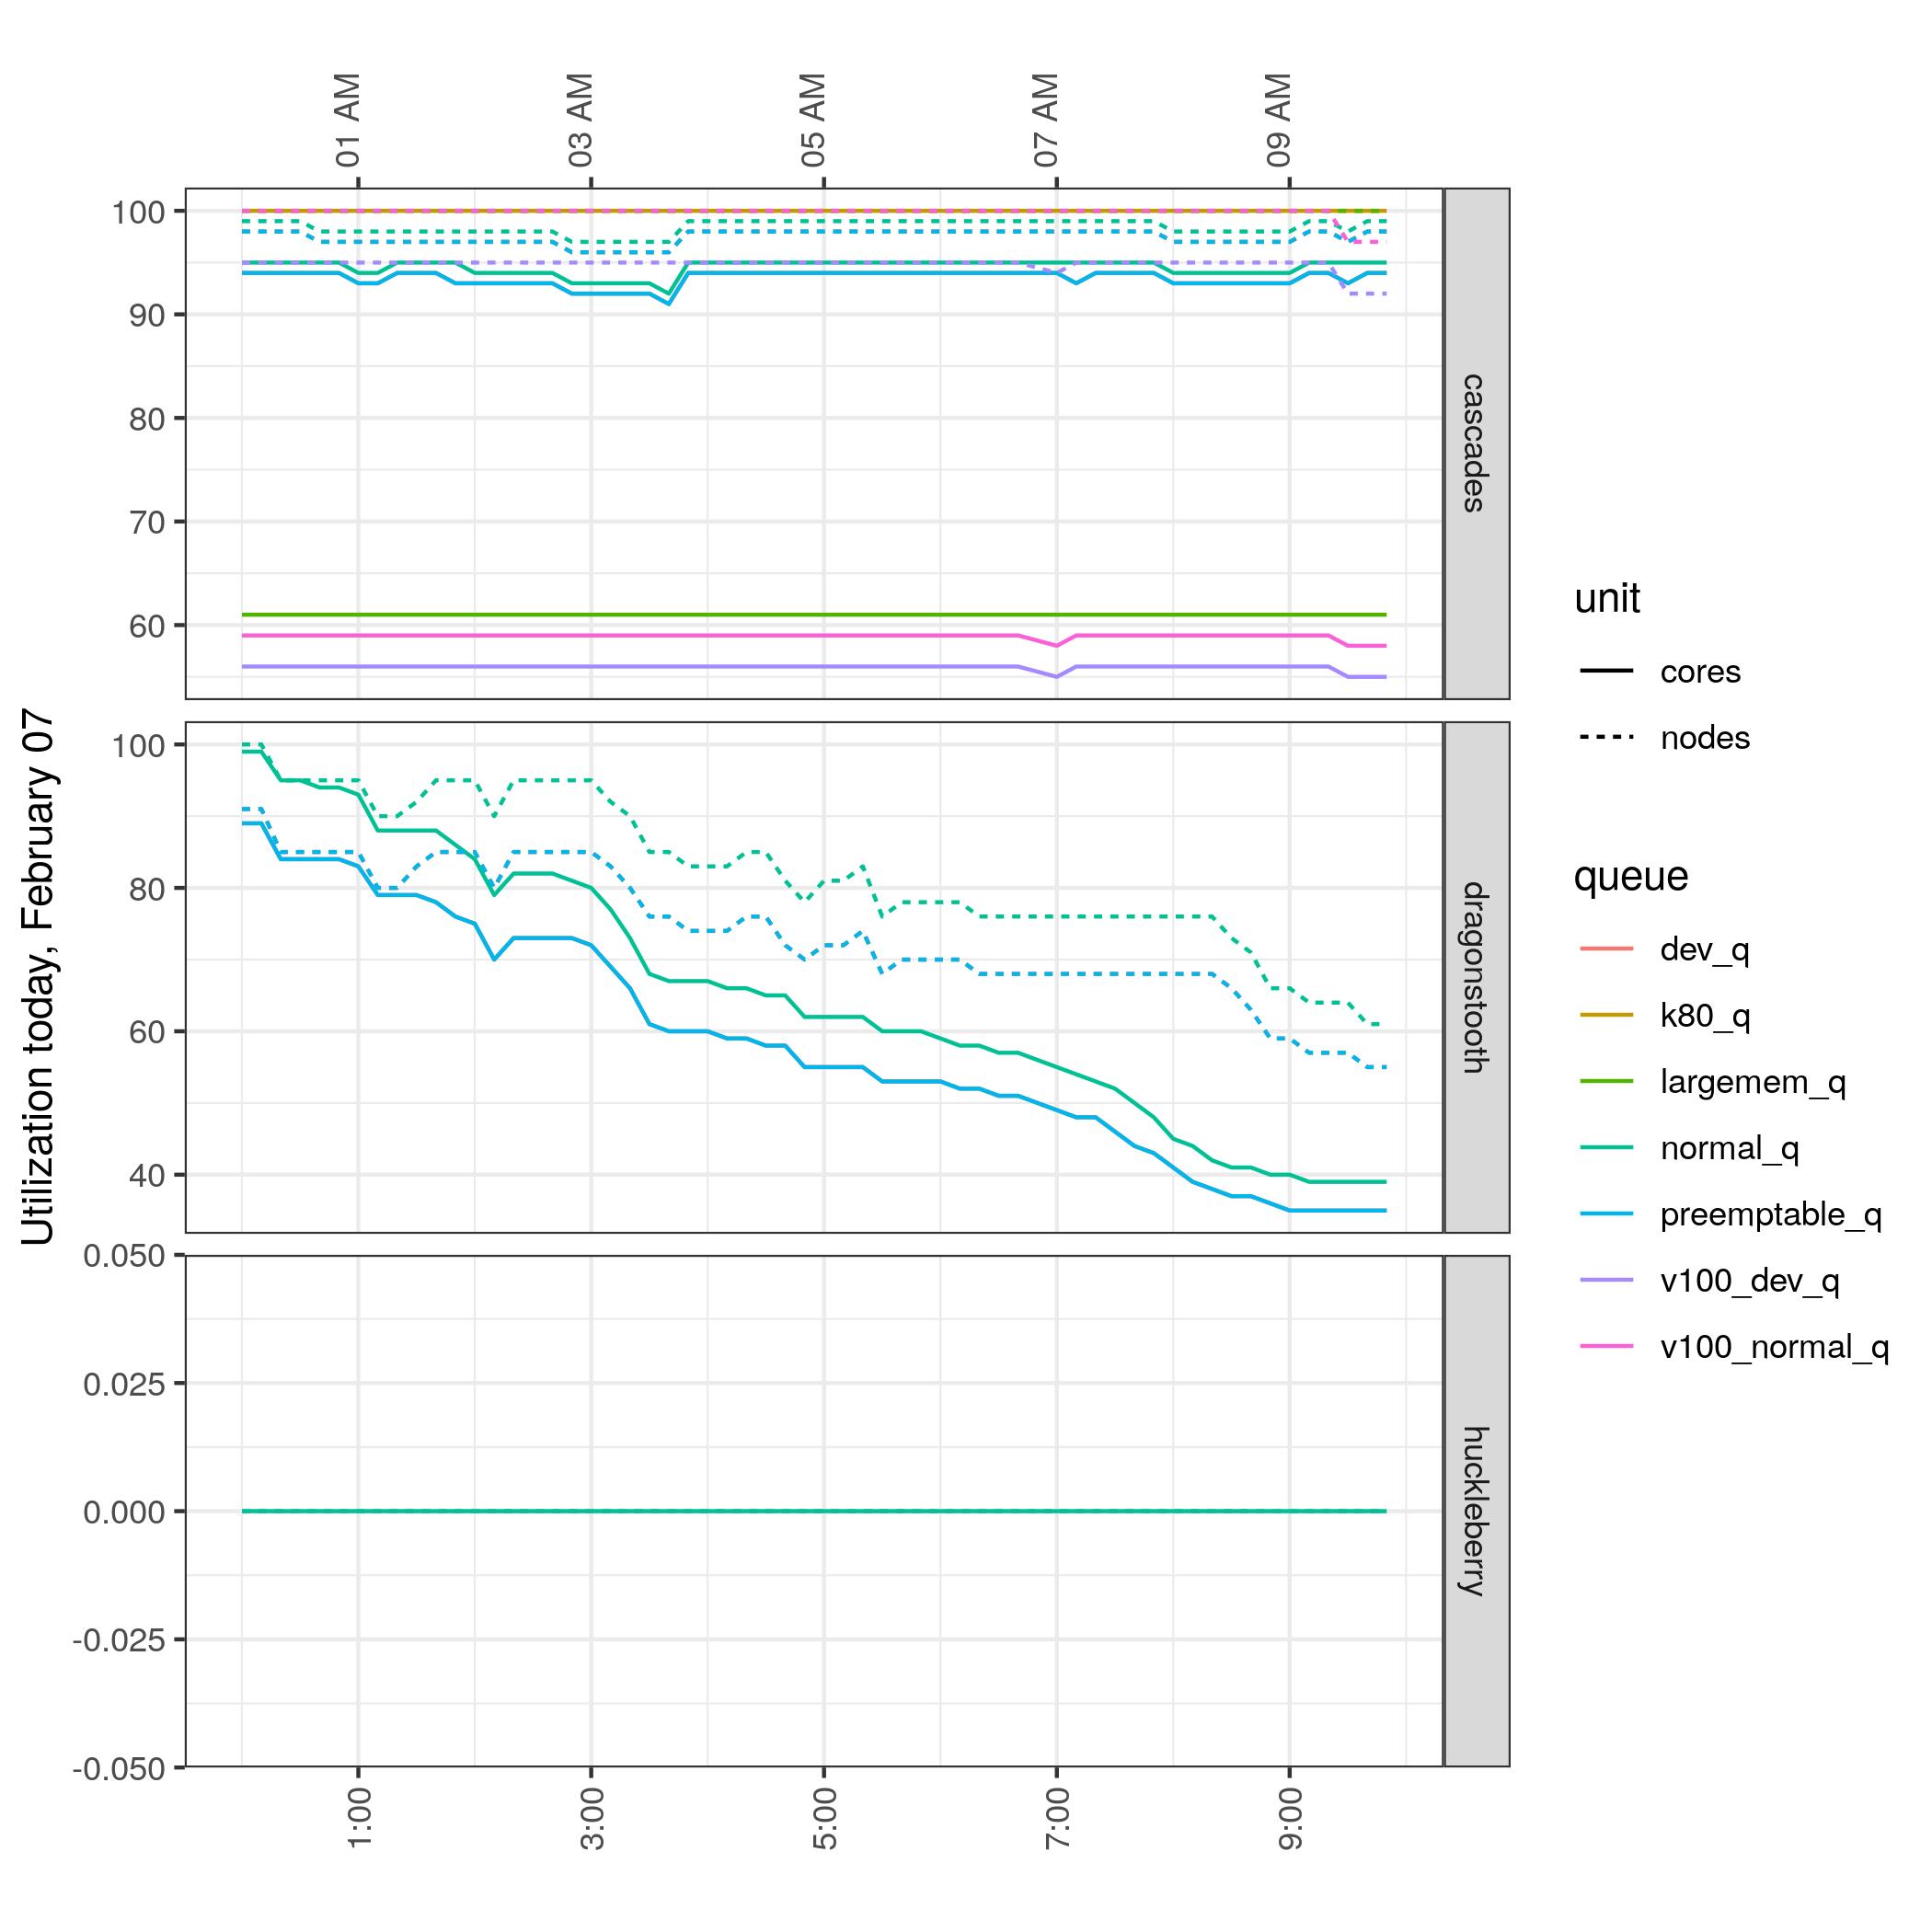 01 AM
03 AM
05 AM
07 AM
09 AM
Utilization today, February 07
100
90
80
70
60
cascades
100
80
60
40
dragonstooth
0.050
0.025
0.000
-0.025
-0.050
huckleberry
1:00
3:00
5:00
7:00
9:00
unit
cores
nodes
queue
dev_q
k80_q
largemem_q
normal_q
preemptable_q
v100_dev_q
v100_normal_q